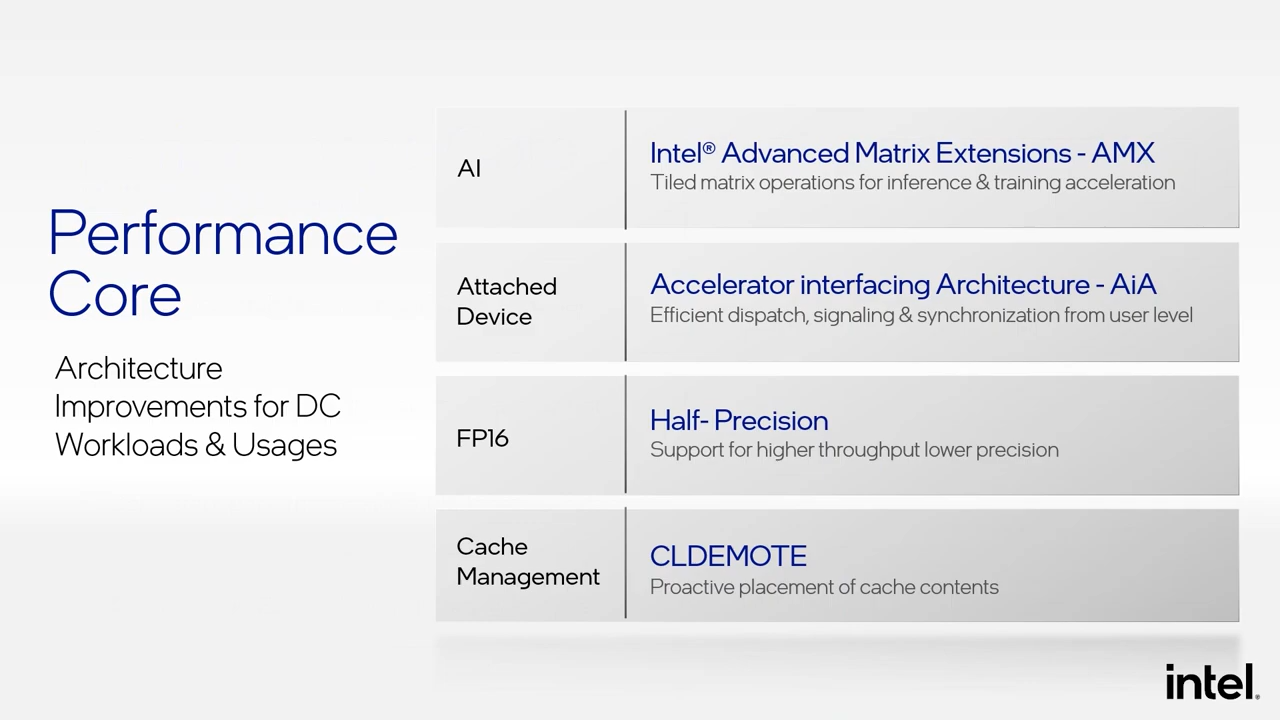 Performance
Core
Architecture
Improvements for DC
Workloads & Usages
AI
Intel® Advanced Matrix Extensions - AMX
Tiled matrix operations for inference & training acceleration
Attached
Device
Accelerator interfacing Architecture - AiA
Efficient dispatch, signaling & synchronization from user level
FP16
Half- Precision
Support for higher throughput lower precision
Cache
Management
CLDEMOTE
Proactive placement of cache contents
intel.